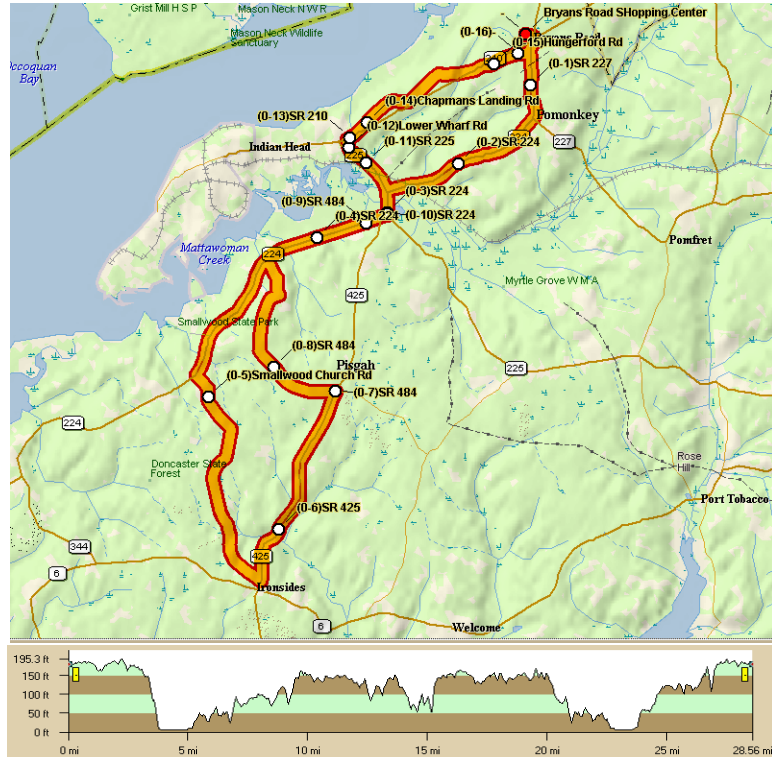 Grist Mill H S P
Mason Neck N W R
Bryans Road SHopping Center
Mason Neck Wildlife
Sanctuary
(0-16)-
(0-15)Hungerford Rd
Occoquan
Bay
210
(0-1)SR 227
(0-14)Chapmans Landing Rd
(0-13)SR 210
Pomonkey
(0-12)Lower Wharf Rd
224
227
Indian Head
(0-11)SR 225
225
(0-2)SR 224
(0-3)SR 224
(0-9)SR 484
(0-4)SR 224
(0-10)SR 224
Mattawoman
Creek
224
Pomfret
Myrtle Grove W M A
425
Smallwood State Park
(0-8)SR 484
Pisgah
225
(0-5)Smallwood Church Rd
(0-7)SR 484
224
Doncaster State
Forest
Rose
Hill
Port Tobacco
(0-6)SR 425
344
425
6
Ironsides
6
Welcome
195.3 ft
150 ft
100 ft
50 ft
0 ft
0 mi
5 mi
10 mi
15 mi
20 mi
25 mi
28.56 mi